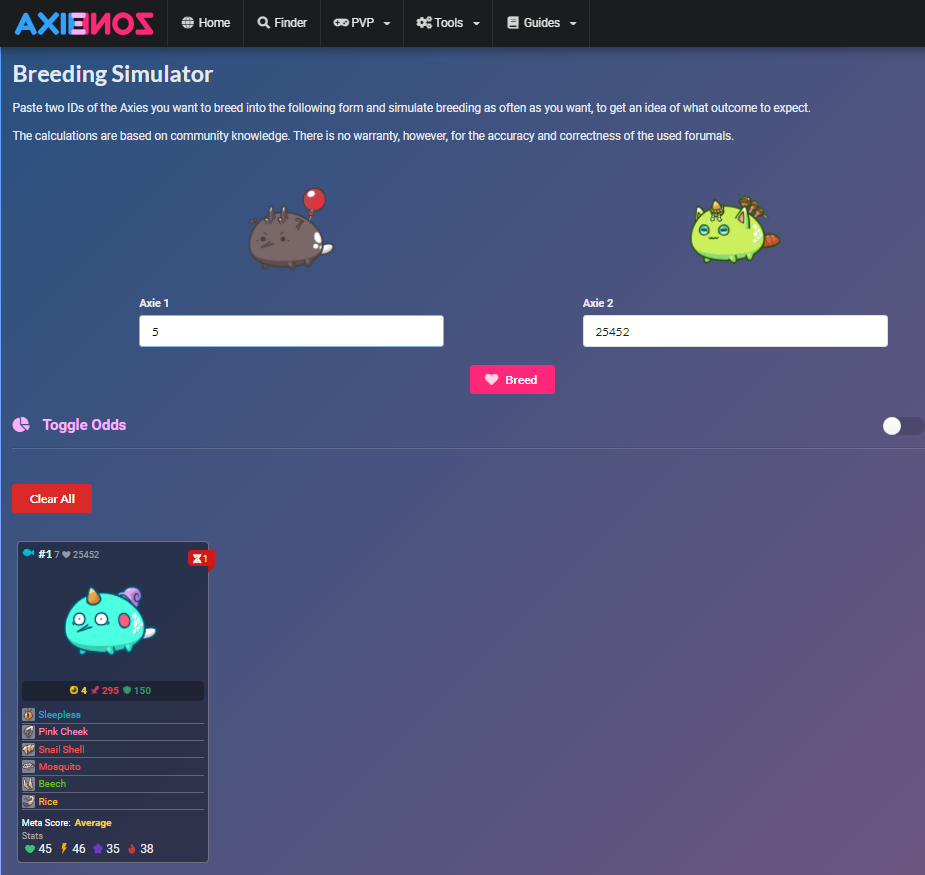 AXIE ZONE
Home
Finder
PVP
Tools
Guides
Breeding Simulator
Paste two IDs of the Axies you want to breed into the following form and simulate breeding as often as you want, to get an idea of what outcome to expect.
The calculations are based on community knowledge. There is no warranty, however, for the accuracy and correctness of the used forumals.
Axie 1
Axie 2
5
25452
Breed
Toggle Odds
Clear All
#1 7 25452
1
4 295 150
Sleepless
Pink Cheek
Snail Shell
Mosquito
Beech
Rice
Meta Score: Average
Stats
45 46 35 38